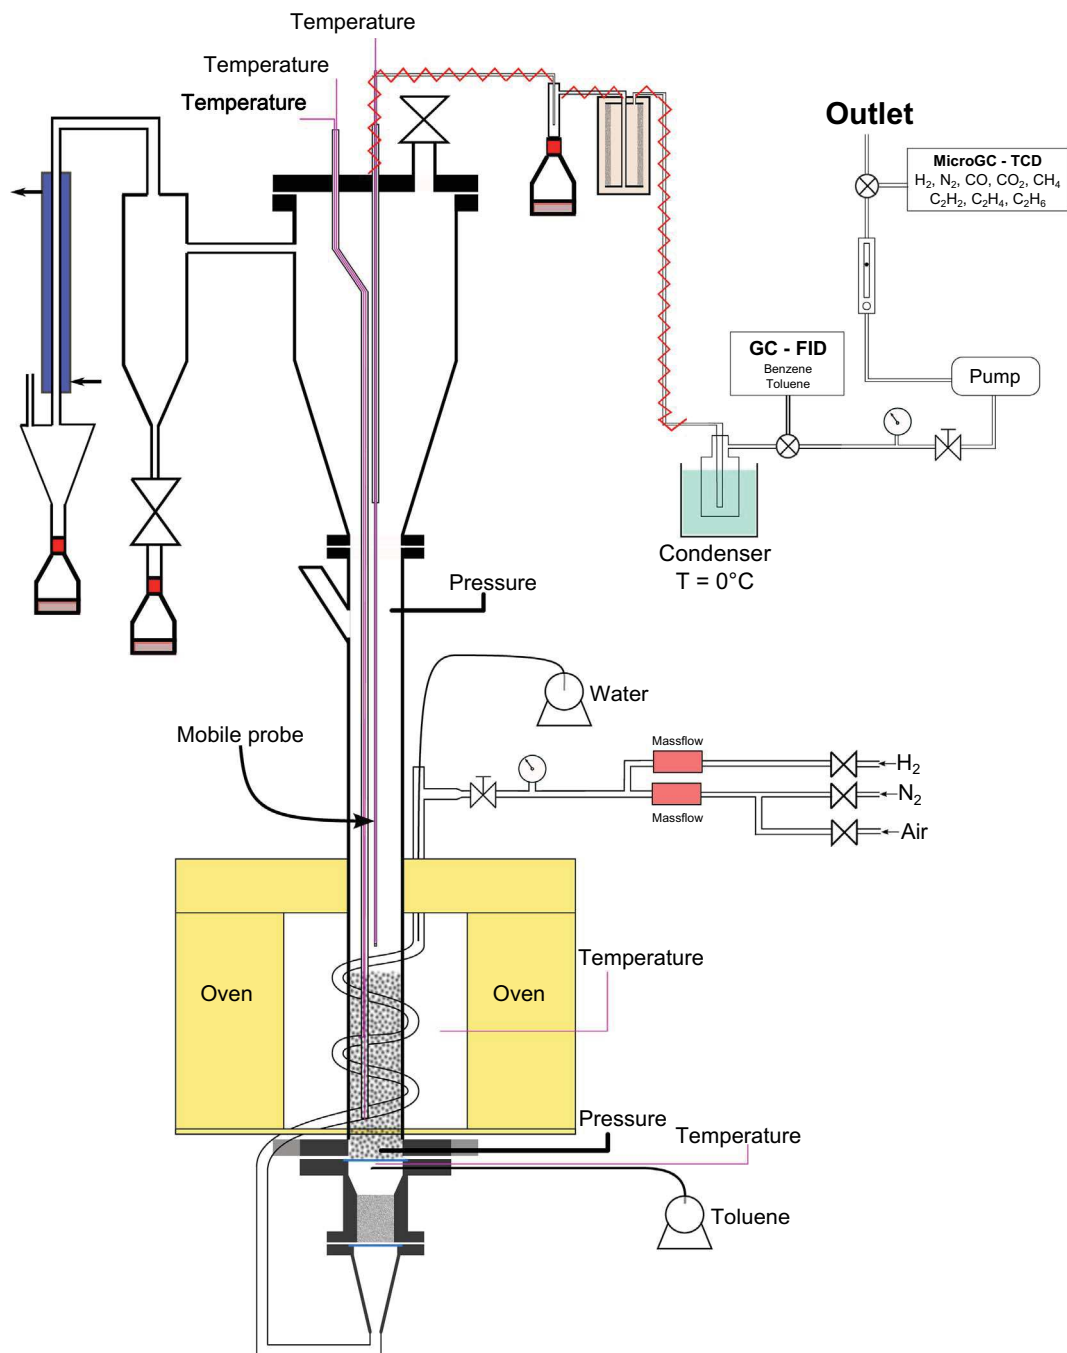 Temperature
Temperature
Temperature
Outlet
MicroGC - TCD
H₂, N₂, CO, CO₂, CH₄
C₂H₂, C₂H₄, C₂H₆
GC - FID
Benzene
Toluene
Pump
Condenser
T = 0°C
Pressure
Water
Mobile probe
Massflow
H₂
N₂
Massflow
Air
Temperature
Oven
Oven
Pressure
Temperature
Toluene